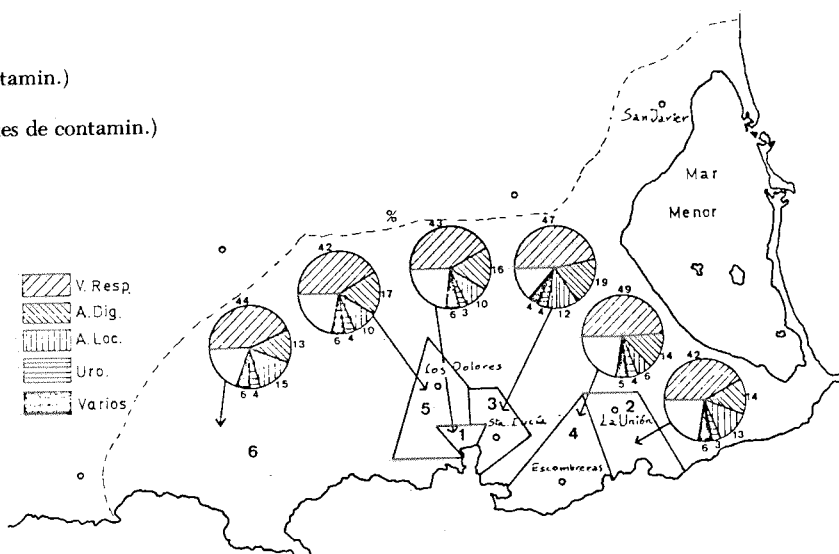 tamin.)
es de contamin.)
San Javier
Mar
Menor
%
V. Resp
A. Dig.
A. Loc.
Uro.
Varios
44
13
15
4
6
42
17
10
4
6
43
16
10
3
6
47
19
12
4
4
49
14
6
4
5
42
14
13
3
6
Los Dolores
5
3
Sta. Lucía
1
6
4
2
La Unión
Escombreras